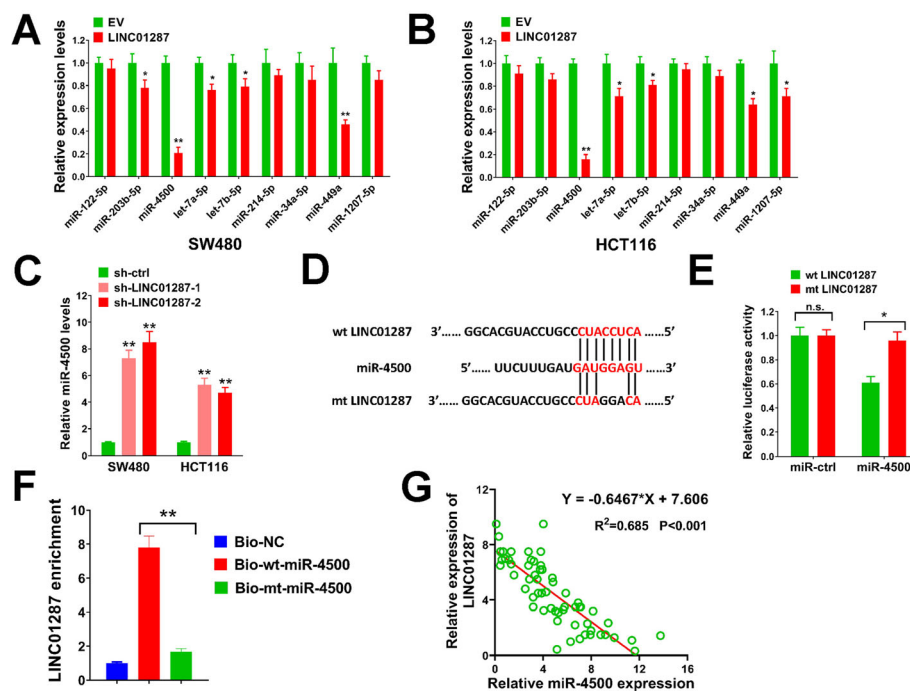 A
EV
LINC01287
Relative expression levels
1.4
1.2
1.0
0.8
0.6
0.4
0.2
0
* ** * * **
miR-122-5p
miR-203b-5p
miR-4500
let-7a-5p
let-7b-5p
miR-214-5p
miR-34a-5p
miR-449a
miR-1207-5p
SW480
B
EV
LINC01287
Relative expression levels
1.4
1.2
1.0
0.8
0.6
0.4
0.2
0
** * * * *
miR-122-5p
miR-203b-5p
miR-4500
let-7a-5p
let-7b-5p
miR-214-5p
miR-34a-5p
miR-449a
miR-1207-5p
HCT116
C
sh-ctrl
sh-LINC01287-1
sh-LINC01287-2
Relative miR-4500 levels
12
10
8
6
4
2
0
** ** ** **
SW480 HCT116
D
wt LINC01287 3’…… GGCACGUACCUGCCCUACCUCA ……5’
miR-4500 5’…… UUCUUUGAUGAUGGAGU ……3’
mt LINC01287 3’…… GGCACGUACCUGCCCUAGGACA ……5’
E
wt LINC01287
mt LINC01287
Relative luciferase activity
1.2
1.0
0.8
0.6
0.4
0.2
0.0
n.s. *
miR-ctrl miR-4500
F
LINC01287 enrichment
10
8
6
4
2
0
**
Bio-NC
Bio-wt-miR-4500
Bio-mt-miR-4500
G
Y = -0.6467*X + 7.606
R²=0.685 P<0.001
Relative expression of
LINC01287
12
8
4
0
0 4 8 12 16
Relative miR-4500 expression